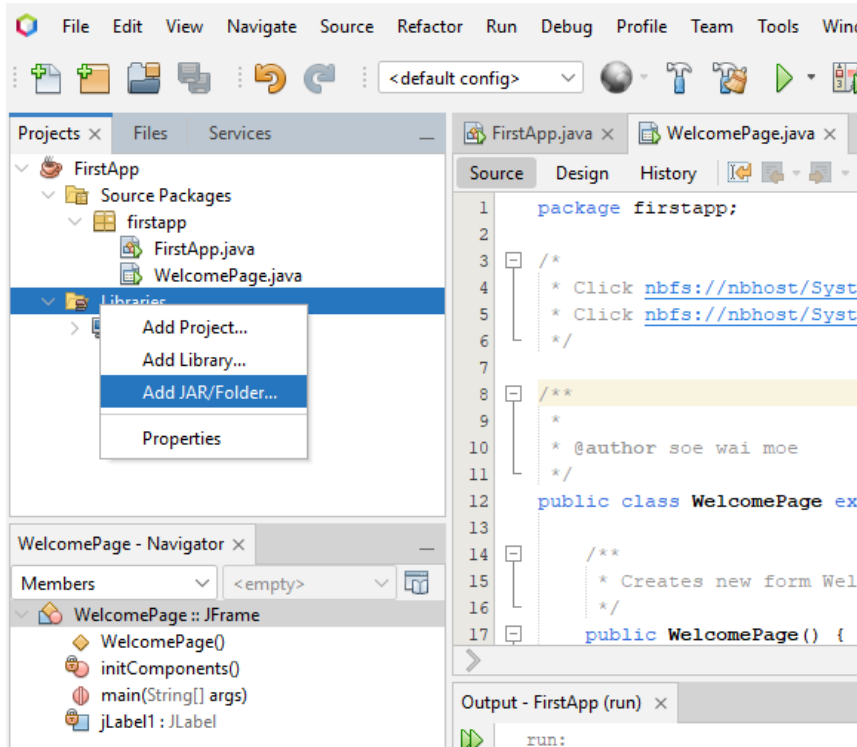 File Edit View Navigate Source Refactor Run Debug Profile Team Tools
<default config>
Projects Files Services
FirstApp
Source Packages
firstapp
FirstApp.java
WelcomePage.java
Libraries
Add Project...
Add Library...
Add JAR/Folder...
Properties
WelcomePage - Navigator
Members <empty>
WelcomePage :: JFrame
WelcomePage()
initComponents()
main(String[] args)
jLabel1 : JLabel
FirstApp.java WelcomePage.java
Source Design History
1 package firstapp;
2
3 /*
4 * Click nbfs://nbhost/Syst
5 * Click nbfs://nbhost/Syst
6 */
7
8 /**
9 *
10 * @author soe wai moe
11 */
12 public class WelcomePage ex
13
14 /**
15 * Creates new form Wel
16 */
17 public WelcomePage() {
Output - FirstApp (run)
run: